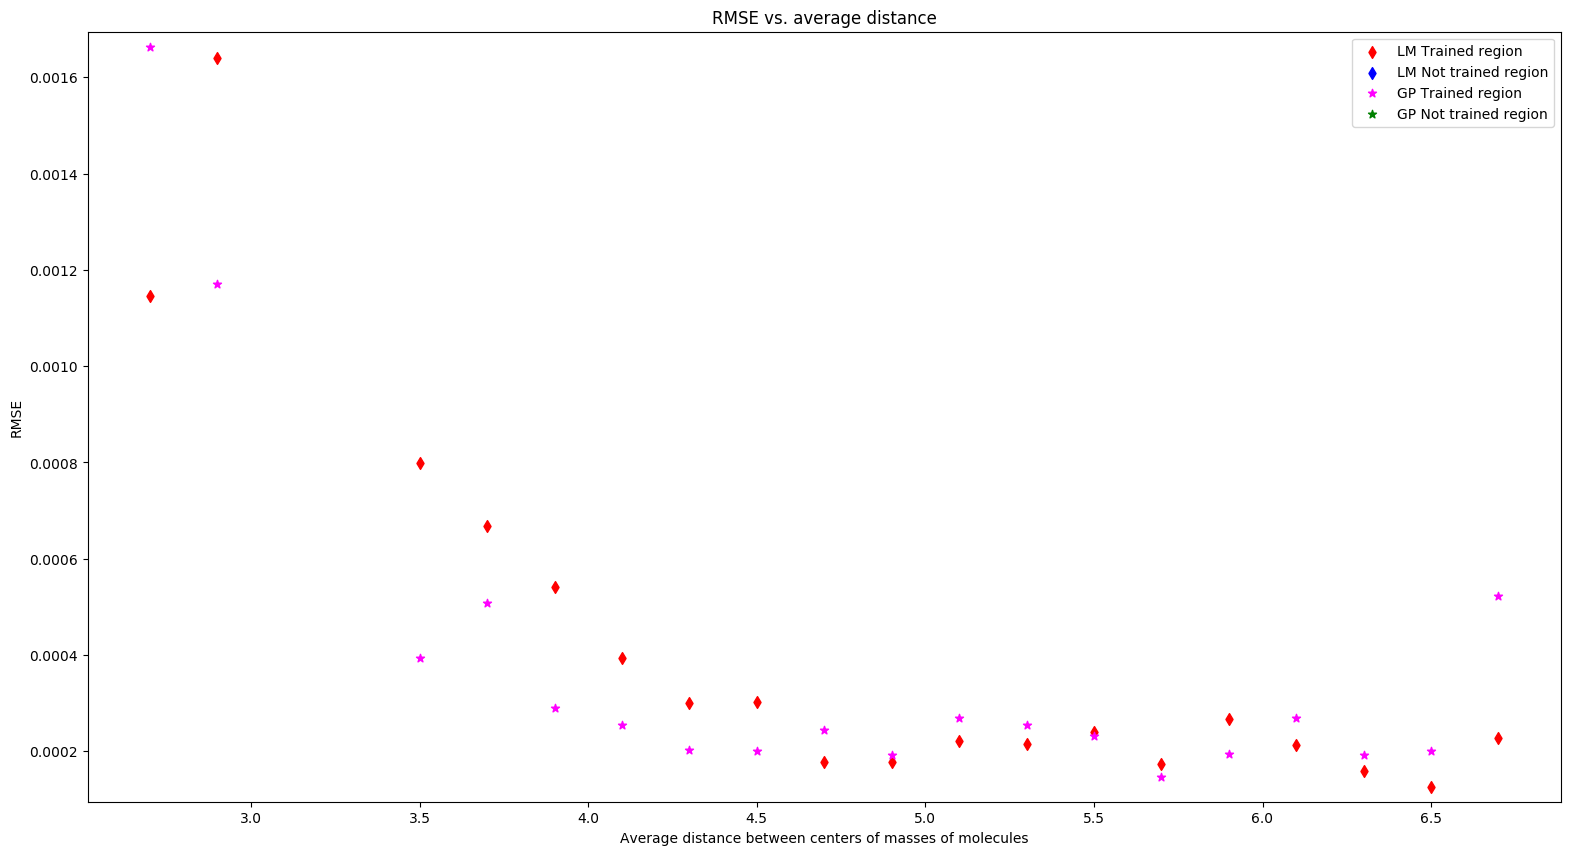 RMSE vs. average distance
LM Trained region
LM Not trained region
GP Trained region
GP Not trained region
0.0016
0.0014
0.0012
0.0010
0.0008
0.0006
0.0004
0.0002
RMSE
3.0
3.5
4.0
4.5
5.0
5.5
6.0
6.5
Average distance between centers of masses of molecules